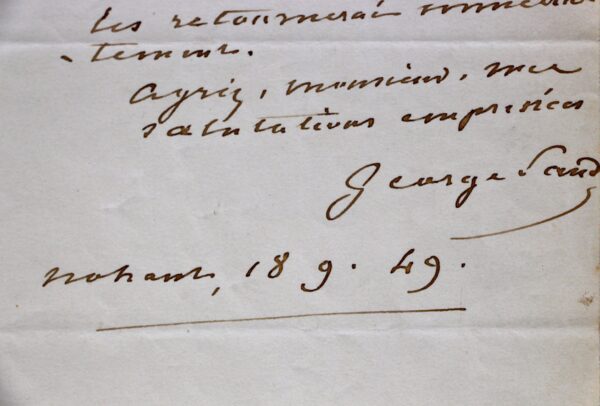 les retournerai immédia
-tement.
agréez, monsieur, mes
salutations empressées
George Sand
nohant, 18 9. 49.